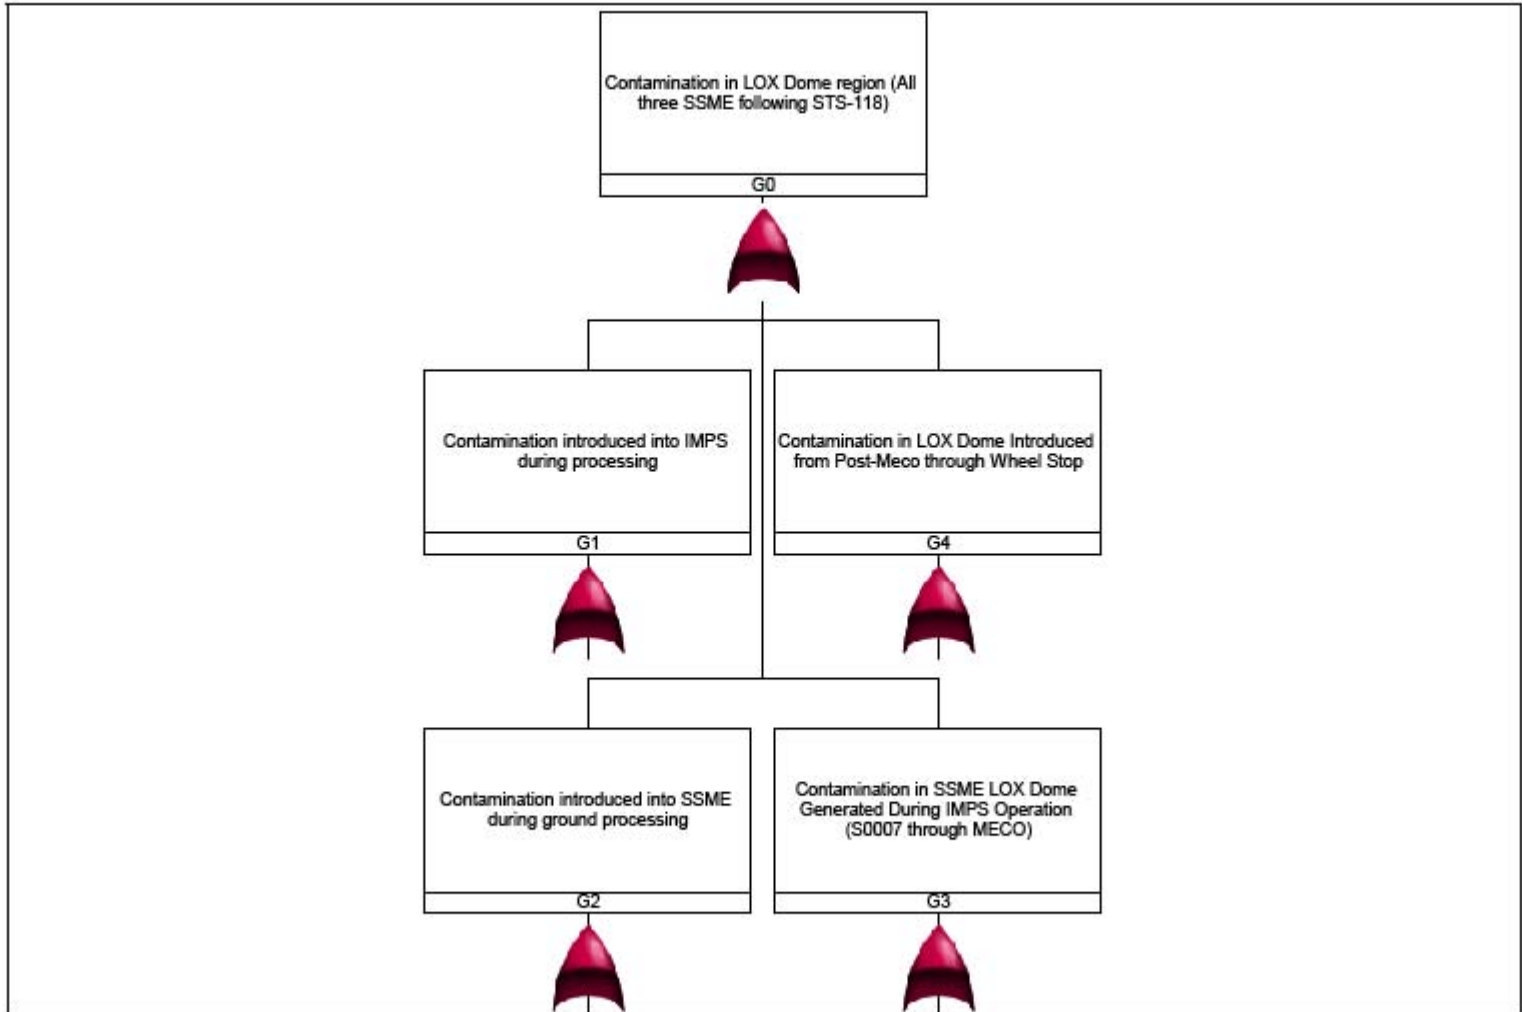 Contamination in LOX Dome region (All
three SSME following STS-118)
G0
Contamination introduced into IMPS
during processing
G1
Contamination in LOX Dome Introduced
from Post-Meco through Wheel Stop
G4
Contamination introduced into SSME
during ground processing
G2
Contamination in SSME LOX Dome
Generated During IMPS Operation
(S0007 through MECO)
G3